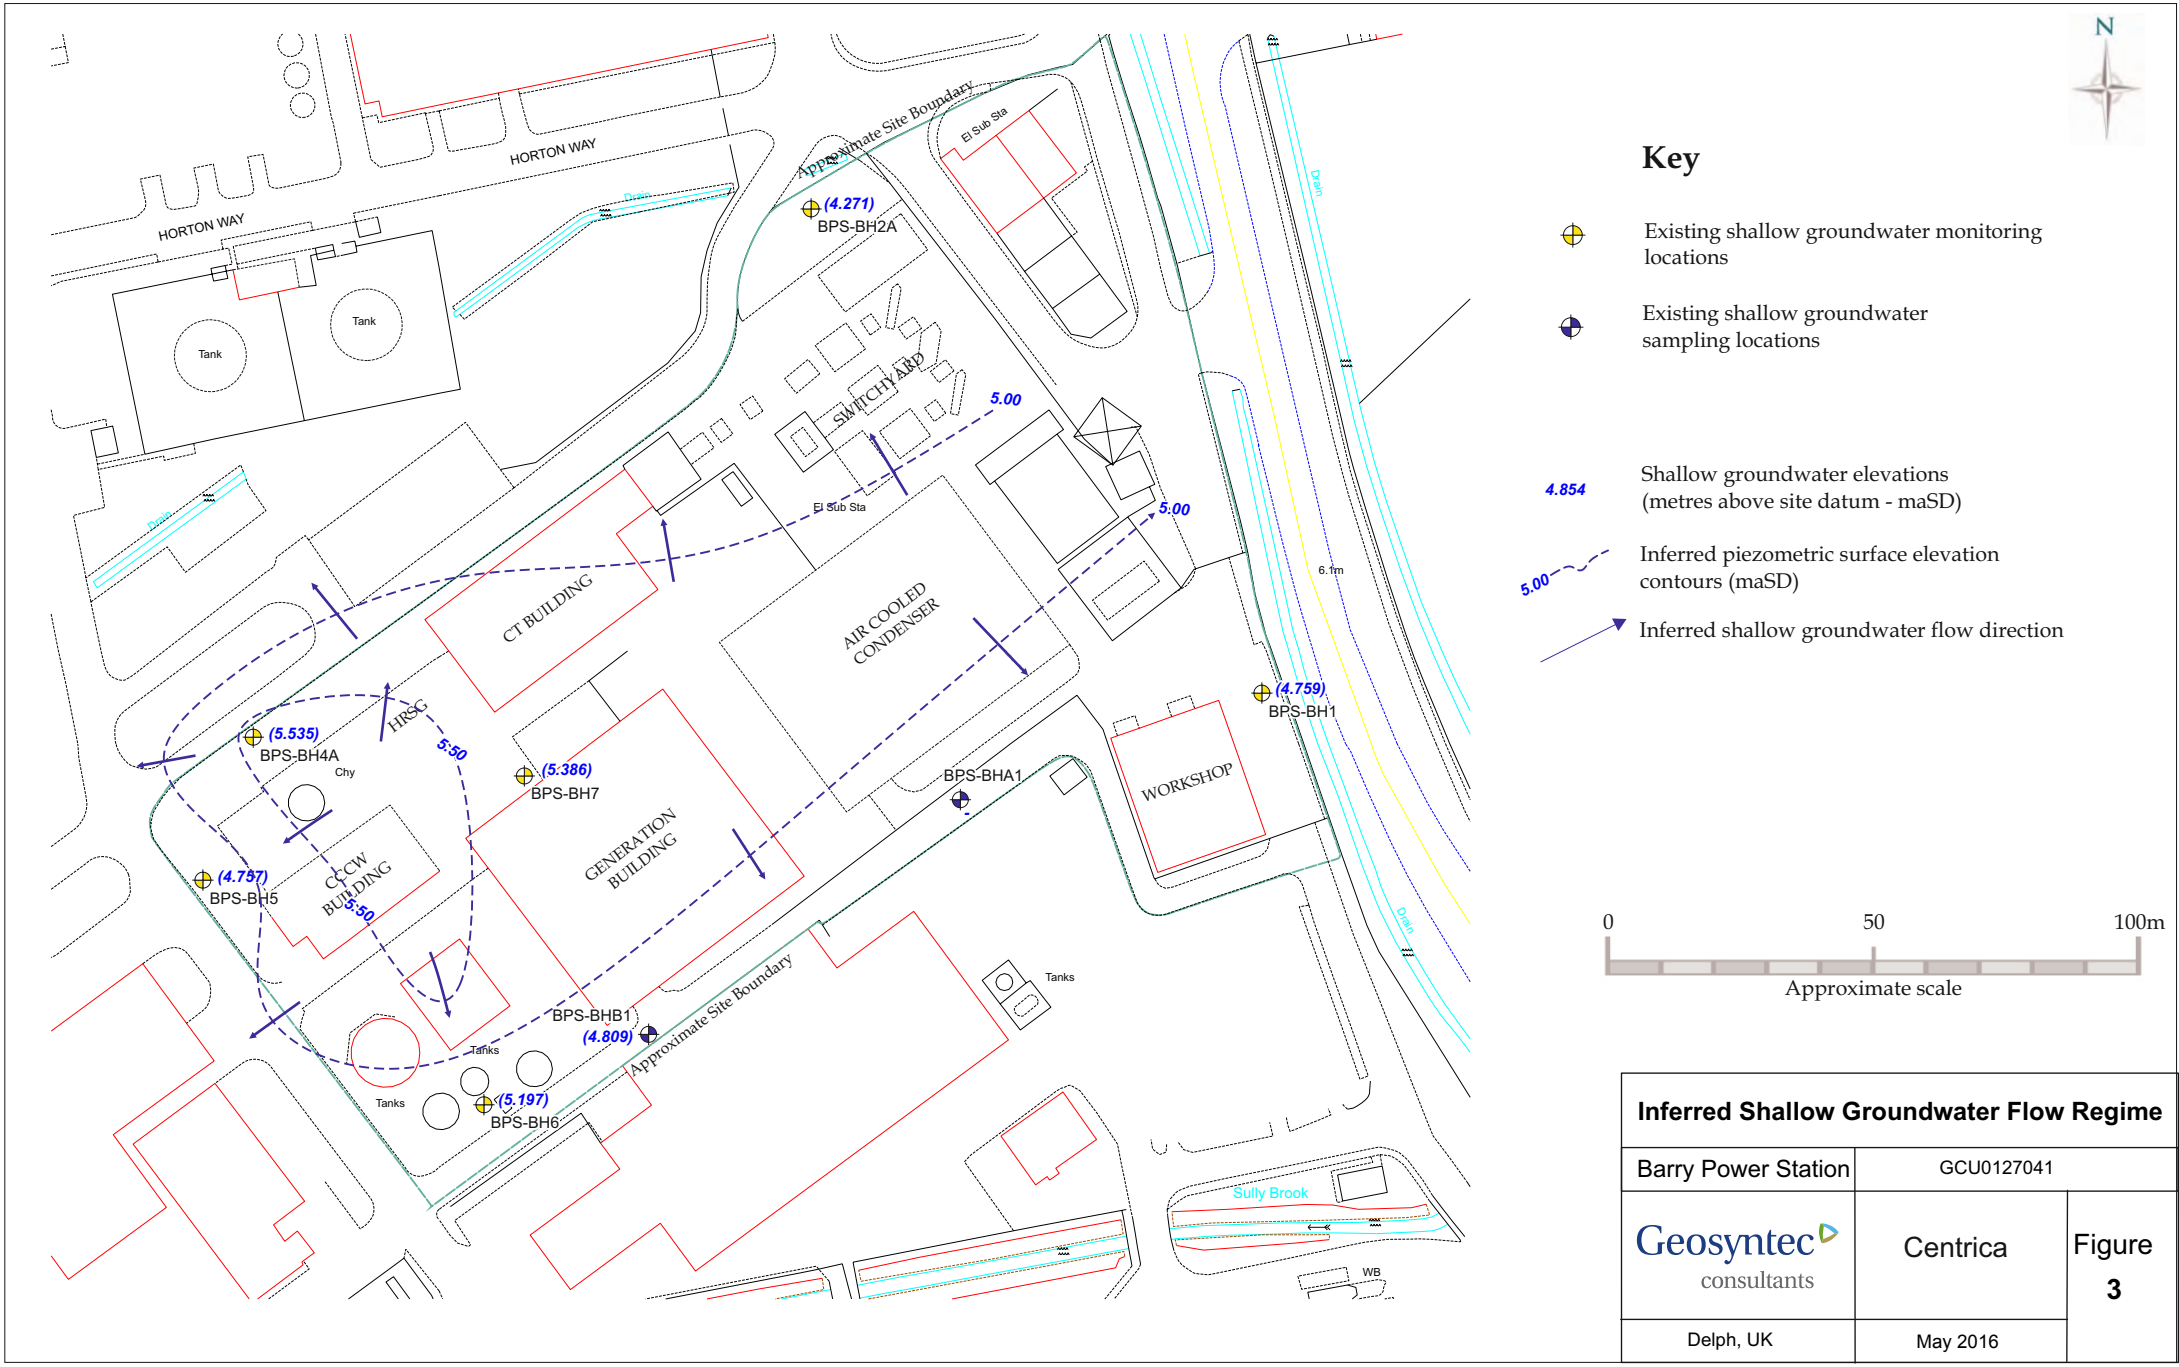 N
Key
Existing shallow groundwater monitoring
locations
Existing shallow groundwater
sampling locations
4.854
Shallow groundwater elevations
(metres above site datum - maSD)
5.00
Inferred piezometric surface elevation
contours (maSD)
Inferred shallow groundwater flow direction
0 50 100m
Approximate scale
Inferred Shallow Groundwater Flow Regime
Barry Power Station
GCU0127041
Geosyntec
consultants
Centrica
Figure
3
Delph, UK
May 2016
HORTON WAY
HORTON WAY
Drain
Approximate Site Boundary
El Sub Sta
Drain
(4.271)
BPS-BH2A
Tank
Tank
SWITCHYARD
5.00
Drain
El Sub Sta
5.00
6.1m
CT BUILDING
AIR COOLED
CONDENSER
HRSG
5.50
(5.535)
BPS-BH4A
Chy
(5.386)
BPS-BH7
(4.759)
BPS-BH1
BPS-BHA1
-
WORKSHOP
GENERATION
BUILDING
(4.757)
BPS-BH5
CCCW
BUILDING
5.50
Drain
Tanks
BPS-BHB1
(4.809)
Approximate Site Boundary
Tanks
Tanks
(5.197)
BPS-BH6
Sully Brook
WB